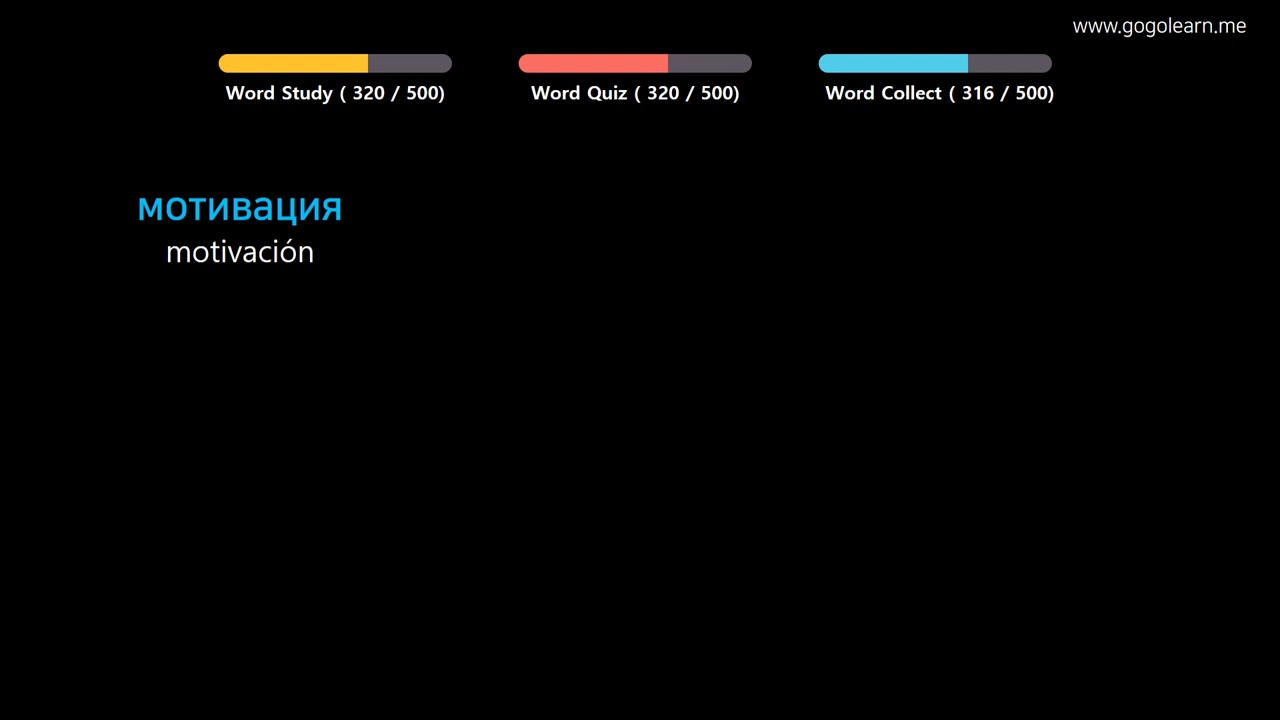 www.gogolearn.me
Word Study ( 320 / 500)
Word Quiz ( 320 / 500)
Word Collect ( 316 / 500)
мотивация
motivación